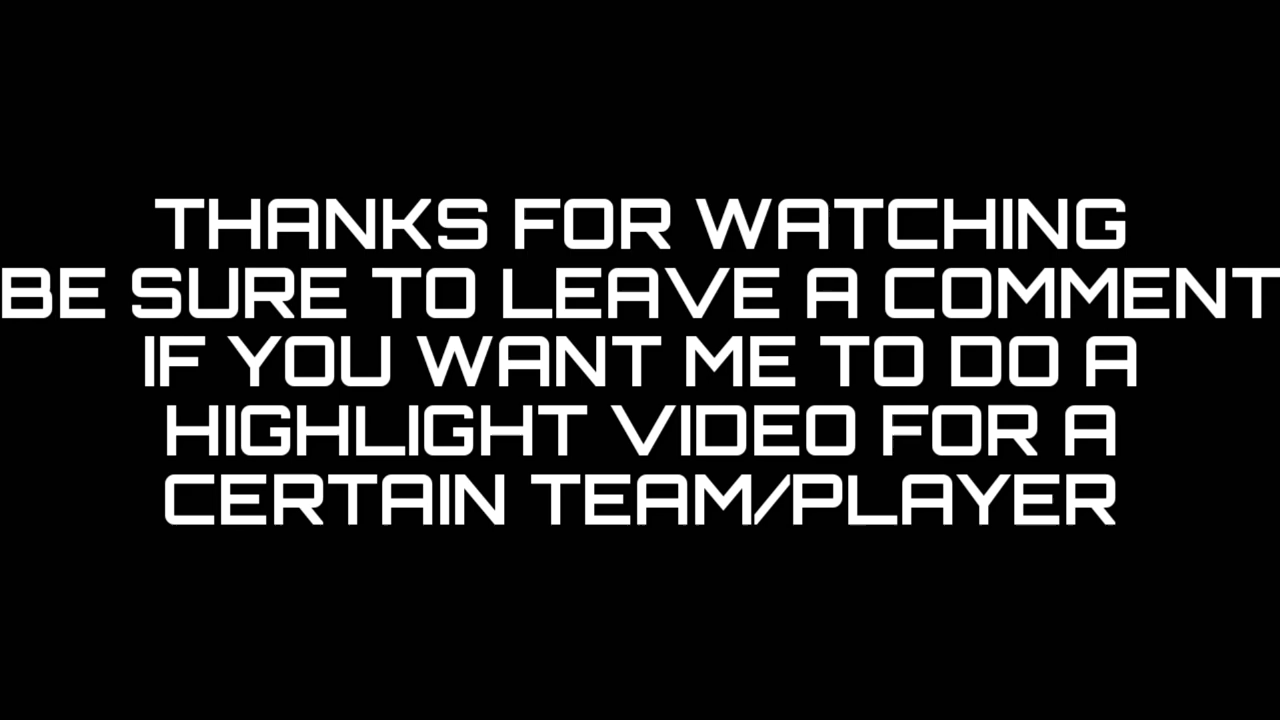 THANKS FOR WATCHING
BE SURE TO LEAVE A COMMENT
IF YOU WANT ME TO DO A
HIGHLIGHT VIDEO FOR A
CERTAIN TEAM/PLAYER